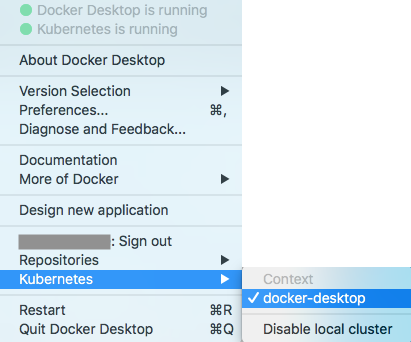 Docker Desktop is running
Kubernetes is running
About Docker Desktop
Version Selection
Preferences... ⌘,
Diagnose and Feedback...
Documentation
More of Docker
Design new application
: Sign out
Repositories
Kubernetes
Context
✓ docker-desktop
Disable local cluster
Restart ⌘R
Quit Docker Desktop ⌘Q